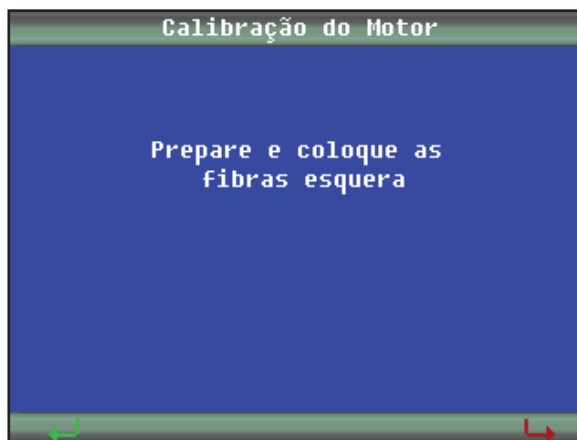 Calibração do Motor
Prepare e coloque as
fibras esquera